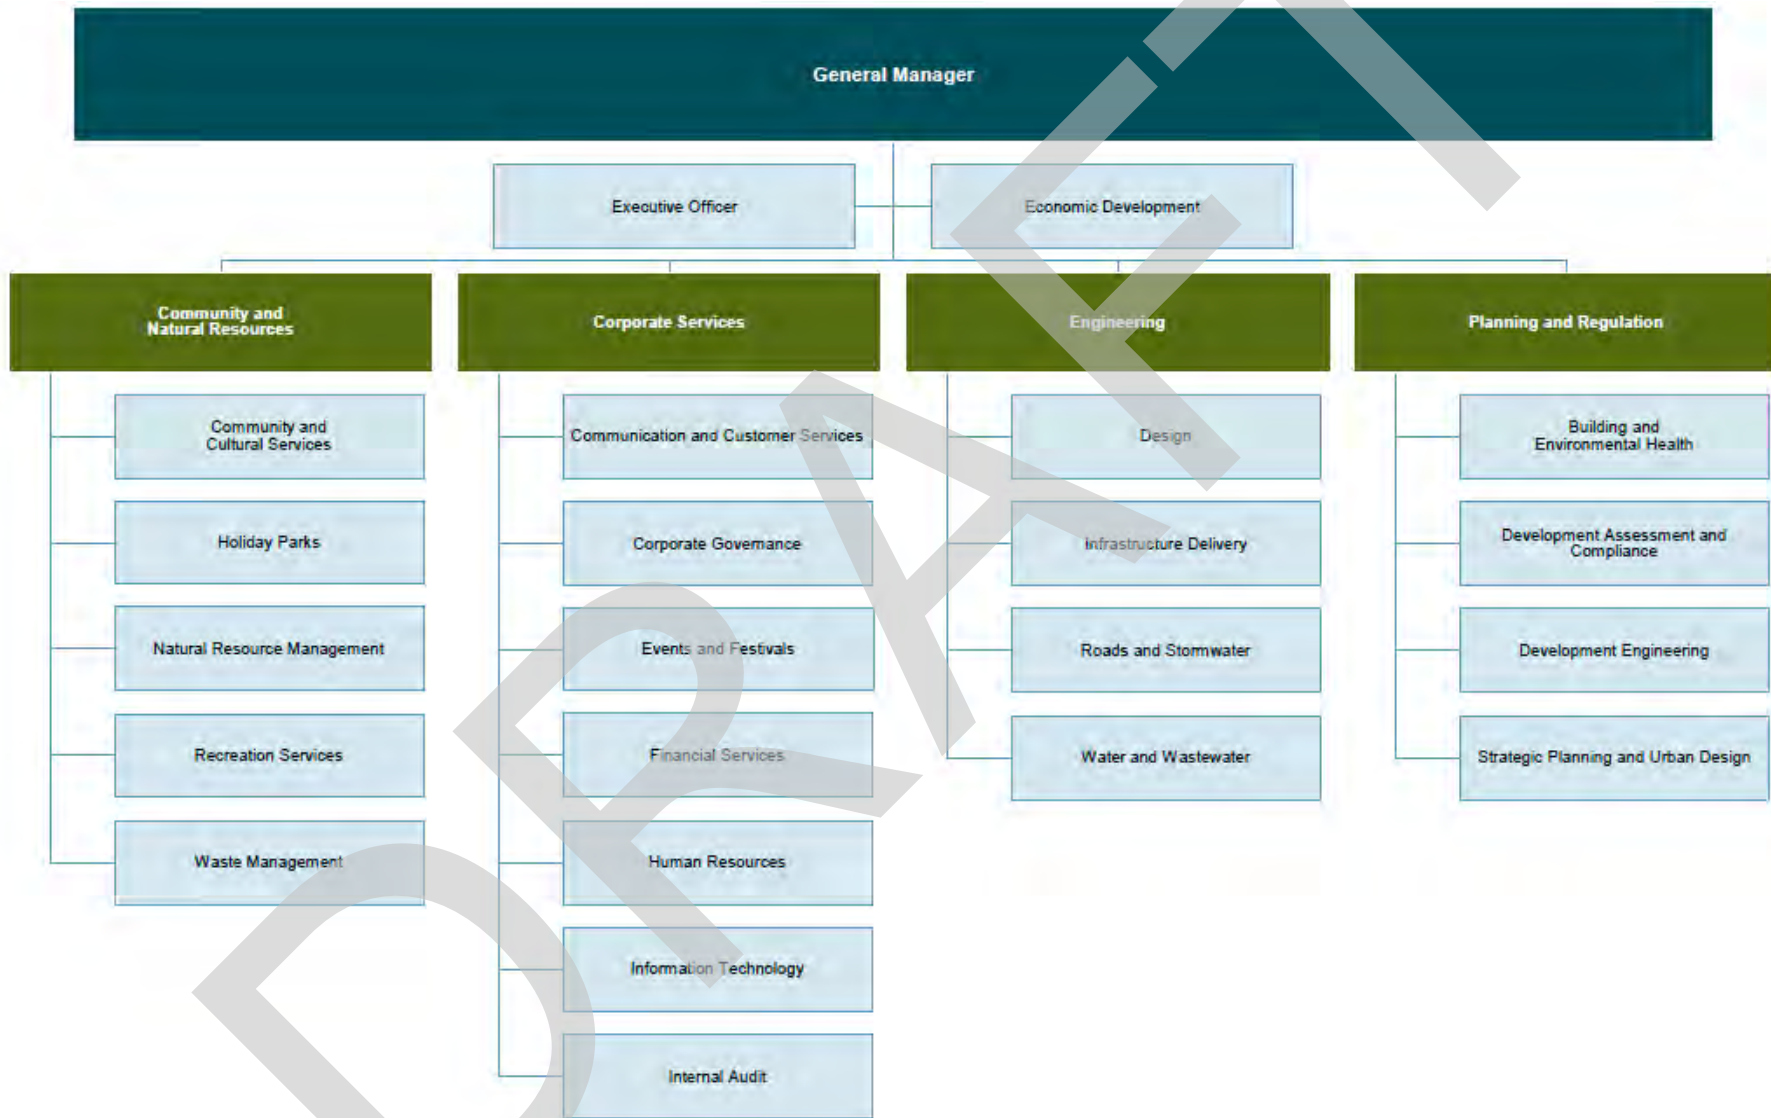 General Manager
Executive Officer
Economic Development
Community and
Natural Resources
Corporate Services
Engineering
Planning and Regulation
Community and
Cultural Services
Holiday Parks
Natural Resource Management
Recreation Services
Waste Management
Communication and Customer Services
Corporate Governance
Events and Festivals
Financial Services
Human Resources
Information Technology
Internal Audit
Design
Infrastructure Delivery
Roads and Stormwater
Water and Wastewater
Building and
Environmental Health
Development Assessment and
Compliance
Development Engineering
Strategic Planning and Urban Design
DRAFT